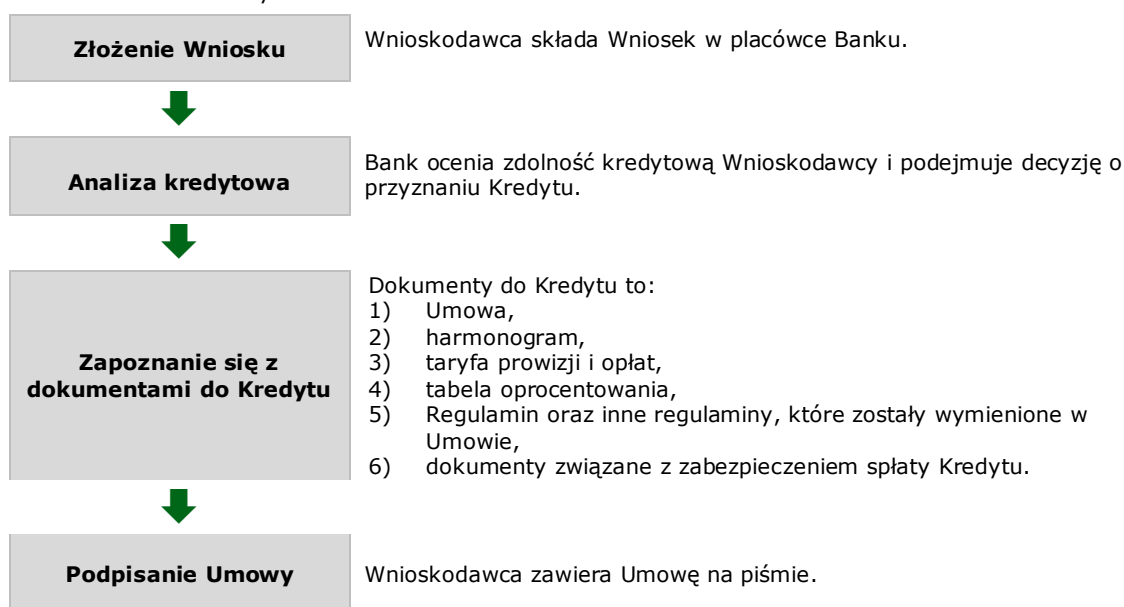 Złożenie Wniosku
Wnioskodawca składa Wniosek w placówce Banku.
Analiza kredytowa
Bank ocenia zdolność kredytową Wnioskodawcy i podejmuje decyzję o
przyznaniu Kredytu.
Zapoznanie się z
dokumentami do Kredytu
Dokumenty do Kredytu to:
1) Umowa,
2) harmonogram,
3) taryfa prowizji i opłat,
4) tabela oprocentowania,
5) Regulamin oraz inne regulaminy, które zostały wymienione w
Umowie,
6) dokumenty związane z zabezpieczeniem spłaty Kredytu.
Podpisanie Umowy
Wnioskodawca zawiera Umowę na piśmie.